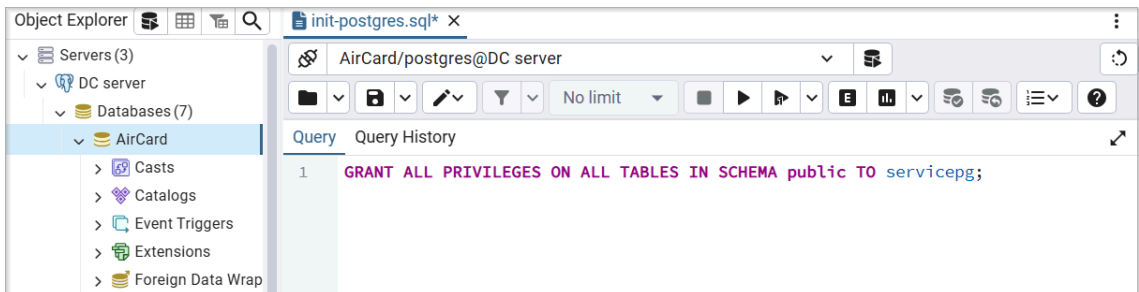 Object Explorer
init-postgres.sql*
Servers (3)
DC server
Databases (7)
AirCard
Casts
Catalogs
Event Triggers
Extensions
Foreign Data Wrap
AirCard/postgres@DC server
No limit
E
Query Query History
1 GRANT ALL PRIVILEGES ON ALL TABLES IN SCHEMA public TO servicepg;